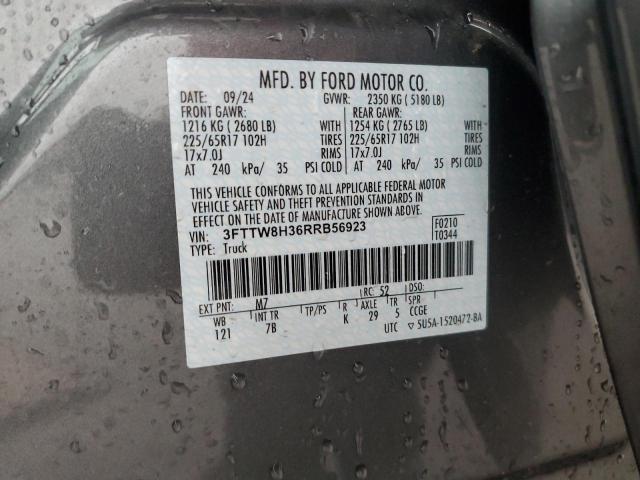 MFD. BY FORD MOTOR CO.
DATE: 09/24 GVWR: 2350 KG ( 5180 LB)
FRONT GAWR: REAR GAWR:
1216 KG ( 2680 LB) WITH 1254 KG ( 2765 LB) WITH
225/65R17 102H TIRES 225/65R17 102H TIRES
17x7.0J RIMS 17x7.0J RIMS
AT 240 kPa/ 35 PSI COLD AT 240 kPa/ 35 PSI COLD
THIS VEHICLE CONFORMS TO ALL APPLICABLE FEDERAL MOTOR
VEHICLE SAFETY AND THEFT PREVENTION STANDARDS IN
EFFECT ON THE DATE OF MANUFACTURE SHOWN ABOVE.
VIN: 3FTTW8H36RRB56923 F0210
TYPE: Truck T0344
EXT PNT: M7 RC: 52 DSO:
WB INT TR TP/PS R AXLE TR SPR
121 7B K 29 5 CCGE
UTC 5U5A-1520472-BA